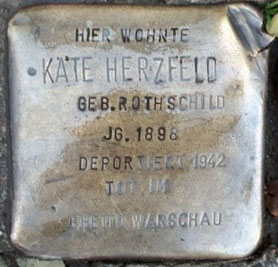 HIER WOHNTE
KÄTE HERZFELD
GEB. ROTHSCHILD
JG. 1898
DEPORTIERT 1942
TOT IM
GHETTO WARSCHAU